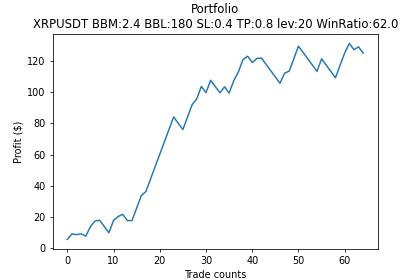 Portfolio
XRPUSDT BBM:2.4 BBL:180 SL:0.4 TP:0.8 lev:20 WinRatio:62.0
120
100
80
60
40
20
0
Profit ($)
0 10 20 30 40 50 60
Trade counts